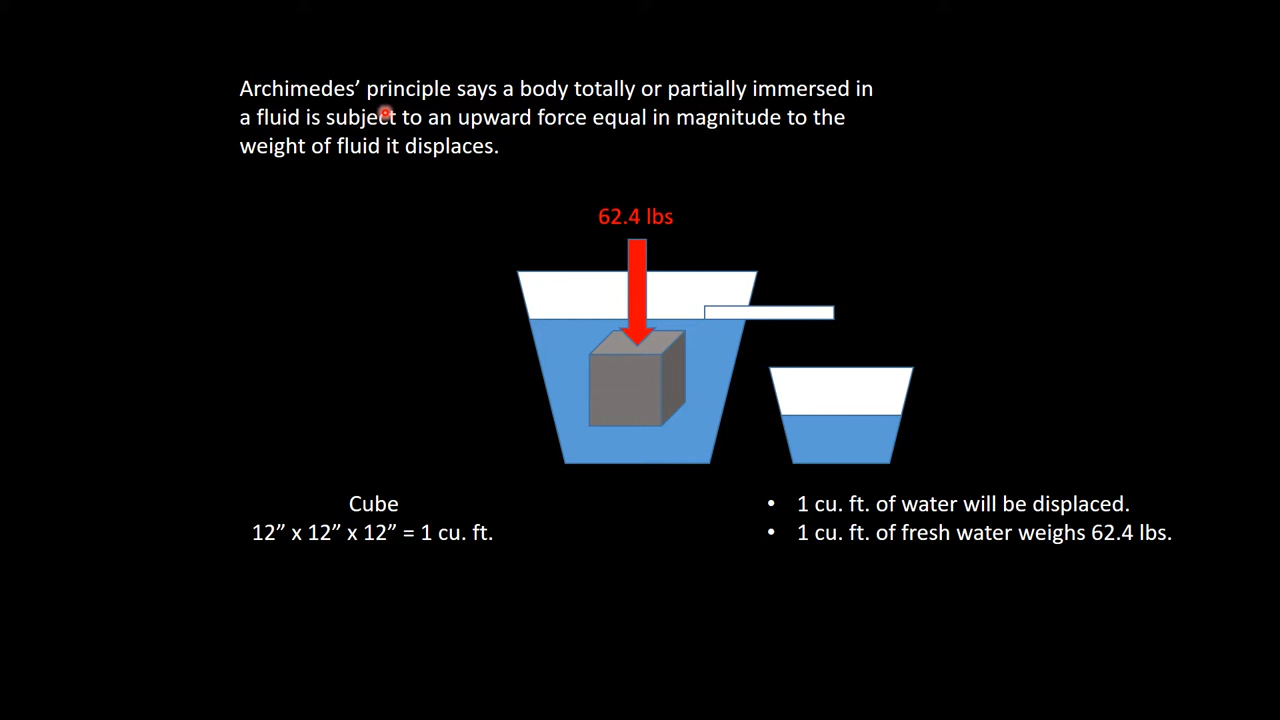 Archimedes’ principle says a body totally or partially immersed in
a fluid is subject to an upward force equal in magnitude to the
weight of fluid it displaces.
62.4 lbs
Cube
12” x 12” x 12” = 1 cu. ft.
• 1 cu. ft. of water will be displaced.
• 1 cu. ft. of fresh water weighs 62.4 lbs.